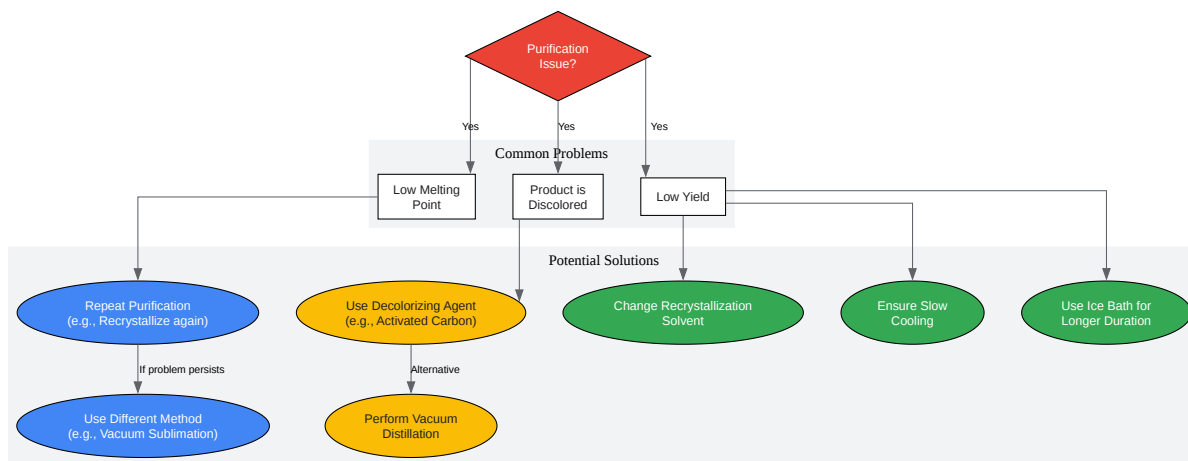 Purification
Issue?
Yes
Yes
Yes
Common Problems
Low Melting
Point
Product is
Discolored
Low Yield
Potential Solutions
Repeat Purification
(e.g., Recrystallize again)
Use Decolorizing Agent
(e.g., Activated Carbon)
Change Recrystallization
Solvent
Ensure Slow
Cooling
Use Ice Bath for
Longer Duration
If problem persists
Alternative
Use Different Method
(e.g., Vacuum Sublimation)
Perform Vacuum
Distillation